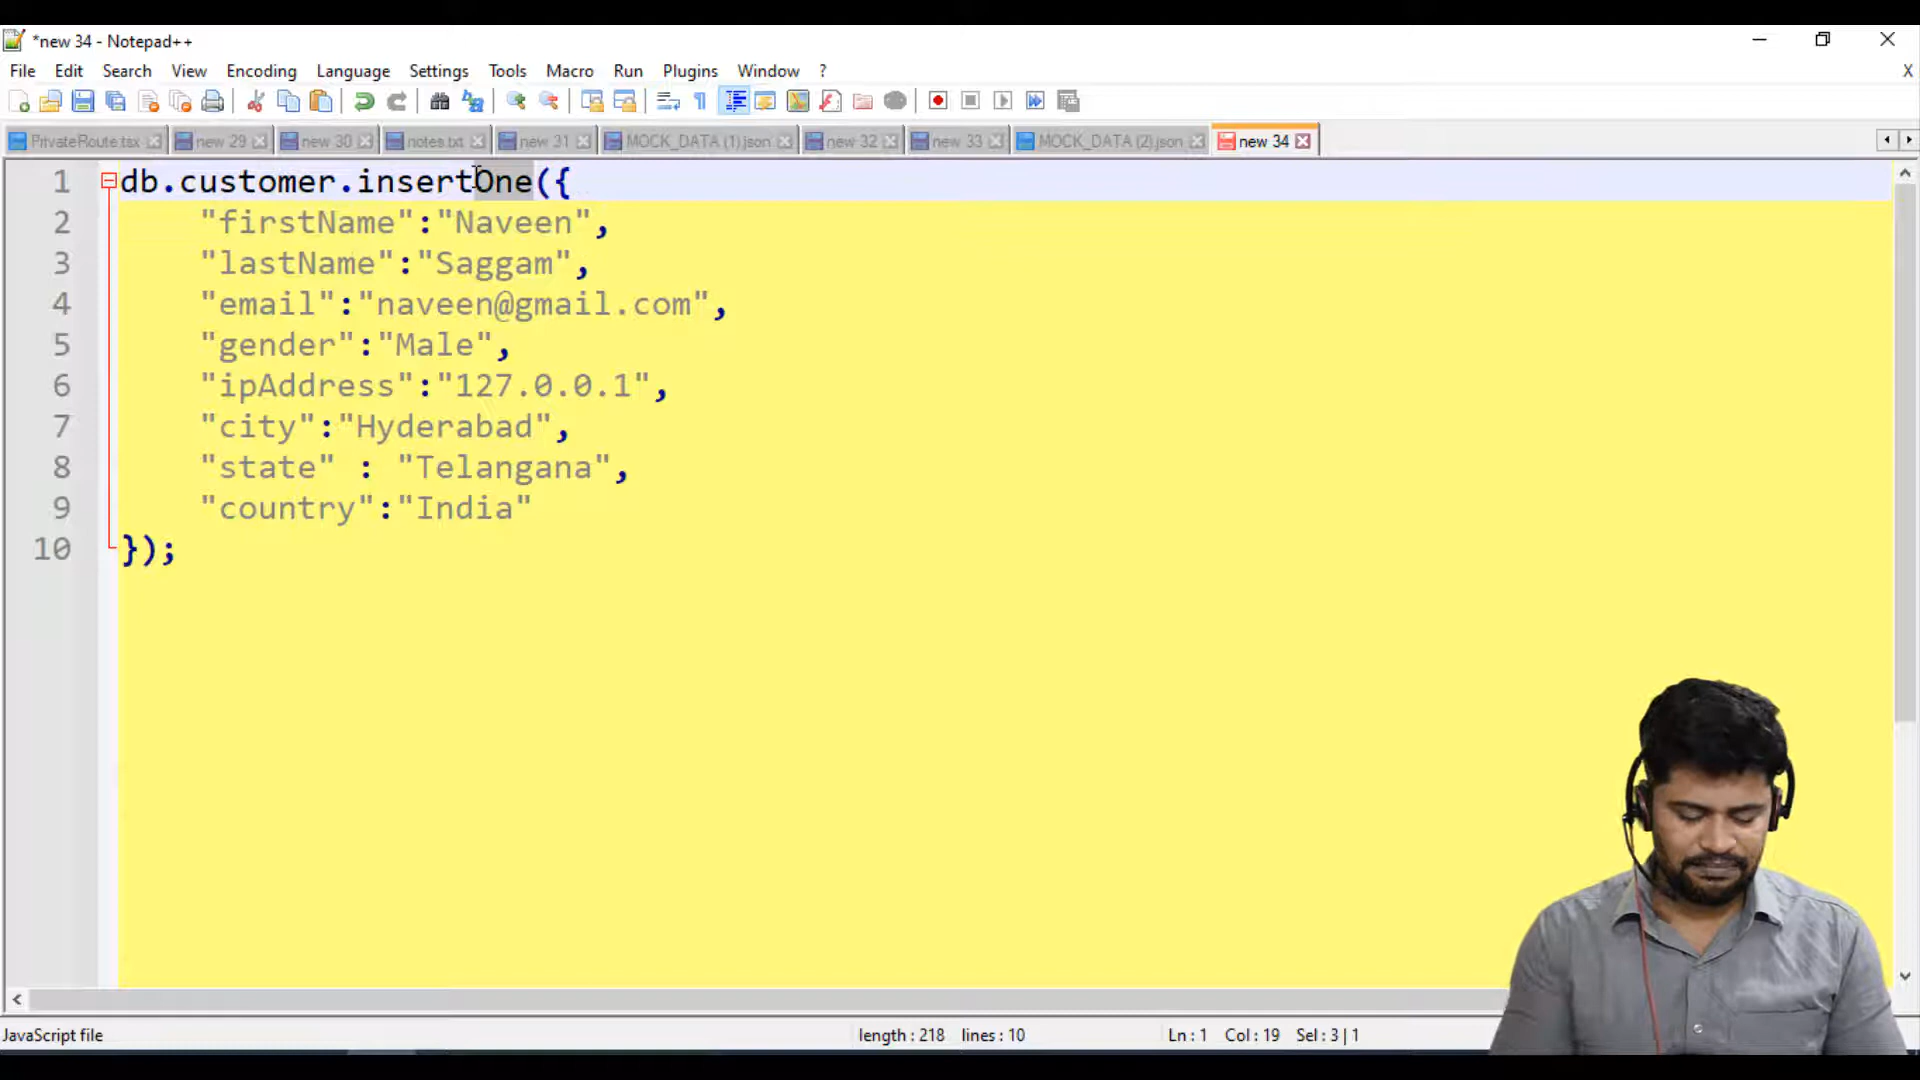 *new 34 - Notepad++
File Edit Search View Encoding Language Settings Tools Macro Run Plugins Window ? X
PrivateRoute.tsx new 29 new 30 notes.txt new 31 MOCK_DATA (1).json new 32 new 33 MOCK_DATA (2).json new 34
1 db.customer.insertOne({
2 "firstName":"Naveen",
3 "lastName":"Saggam",
4 "email":"naveen@gmail.com",
5 "gender":"Male",
6 "ipAddress":"127.0.0.1",
7 "city":"Hyderabad",
8 "state" : "Telangana",
9 "country":"India"
10 });
JavaScript file length : 218 lines : 10 Ln : 1 Col : 19 Sel : 3 | 1